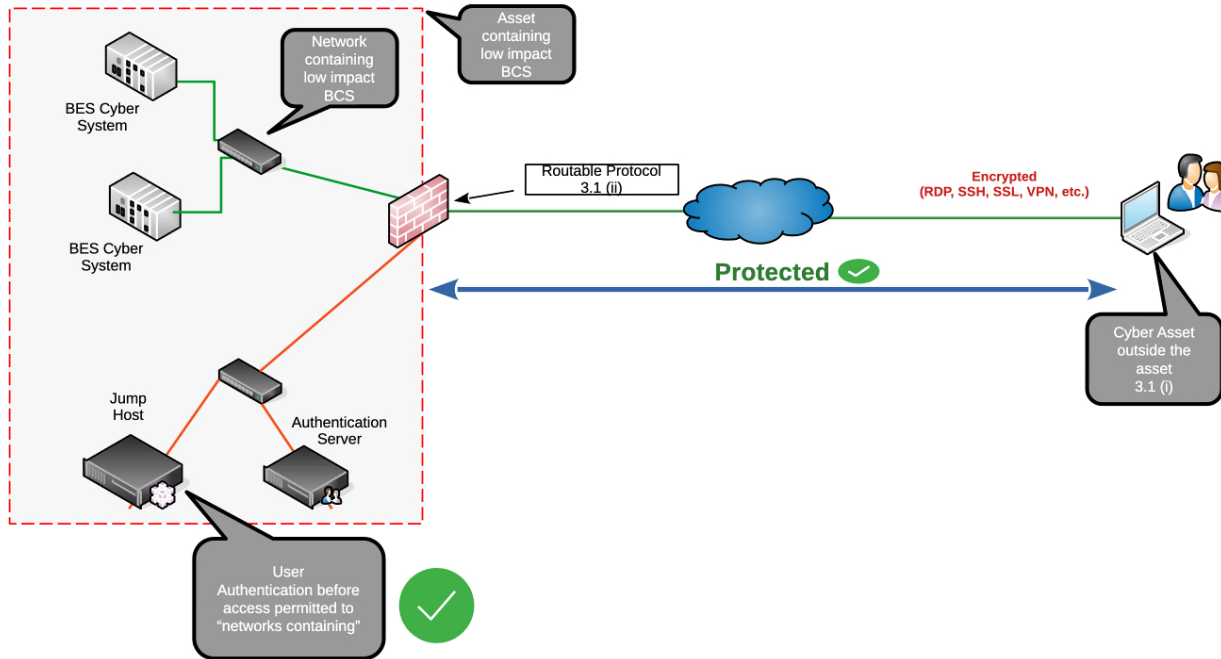 Asset
containing
low impact
BCS
Network
containing
low impact
BCS
BES Cyber
System
BES Cyber
System
Routable Protocol
3.1 (ii)
Encrypted
(RDP, SSH, SSL, VPN, etc.)
Protected
Cyber Asset
outside the
asset
3.1 (i)
Jump
Host
Authentication
Server
User
Authentication before
access permitted to
“networks containing”